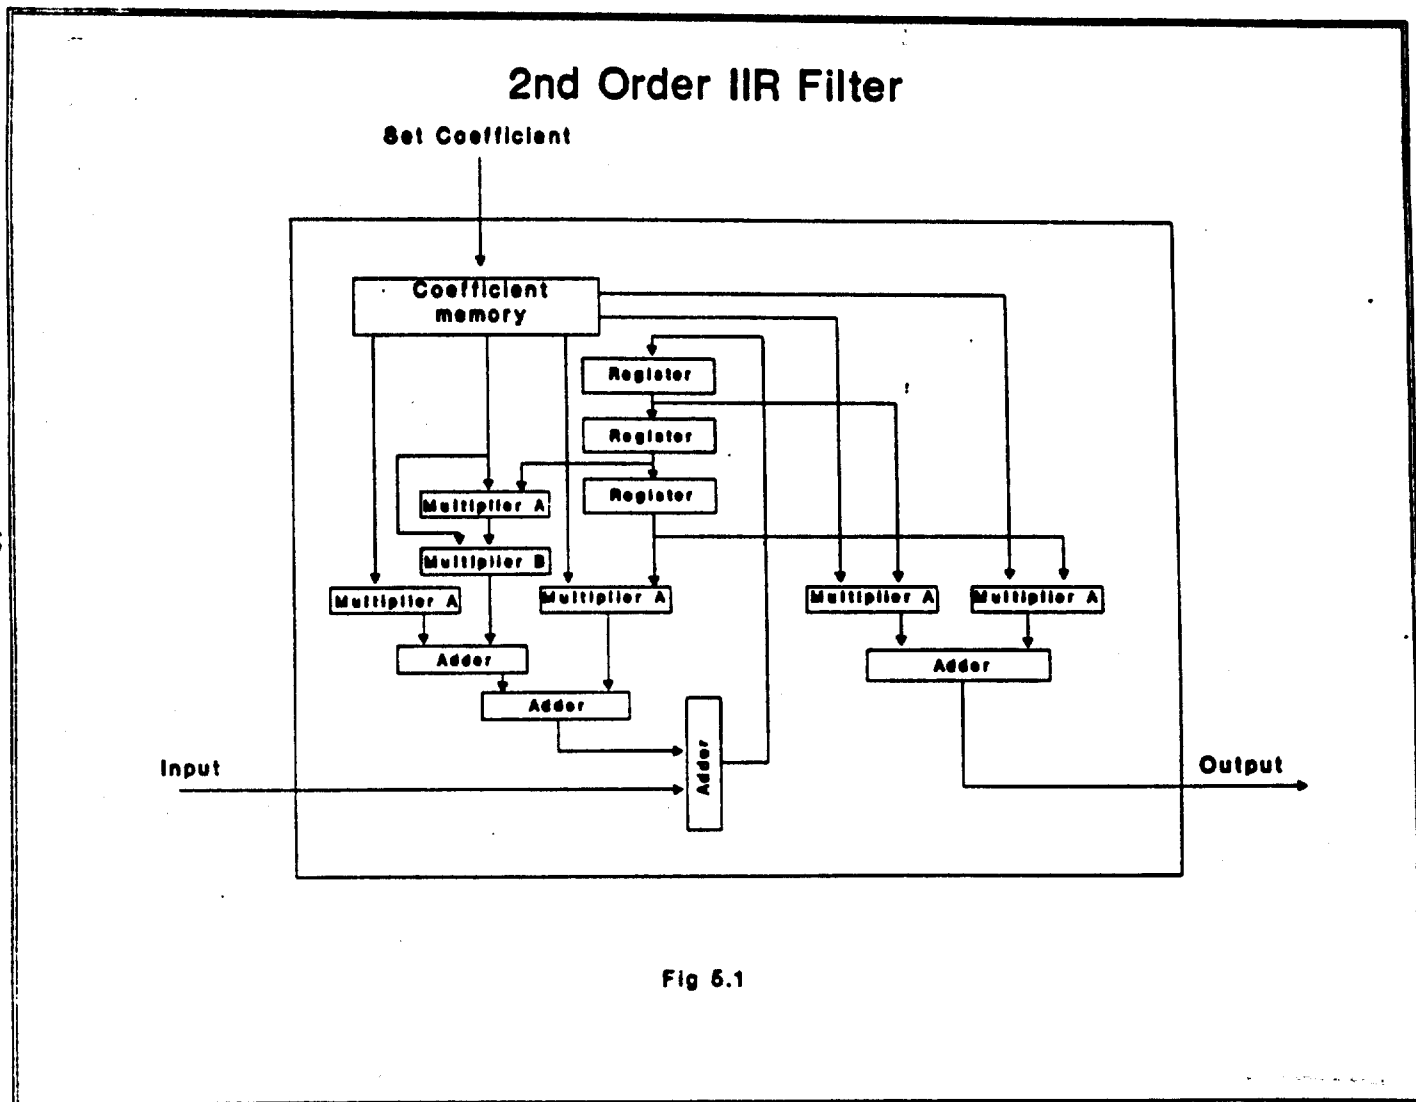 2nd Order IIR Filter
Set Coefficient
Coefficient
memory
Register
Register
Register
Multiplier A
Multiplier B
Multiplier A
Multiplier A
Multiplier A
Multiplier A
Adder
Adder
Adder
Adder
Input
Output
Fig 5.1